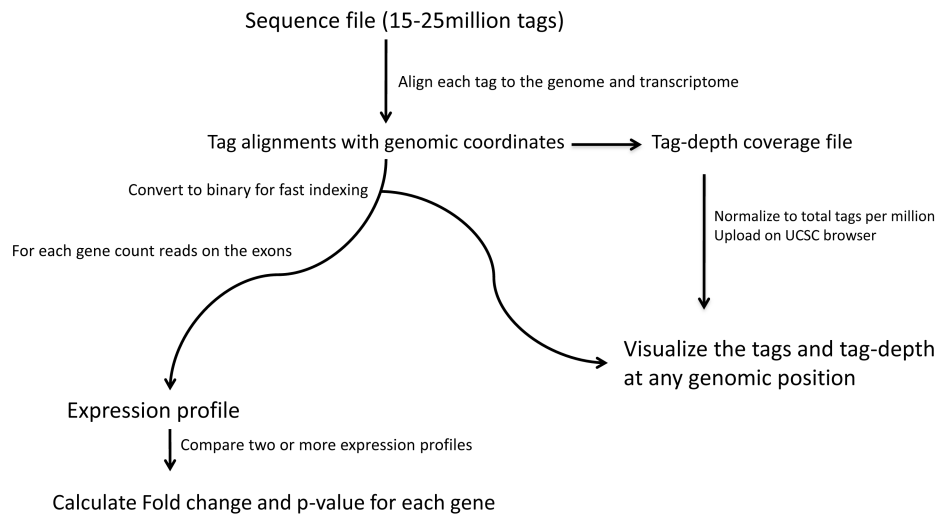 Sequence file (15-25million tags)
Align each tag to the genome and transcriptome
Tag alignments with genomic coordinates
Tag-depth coverage file
Convert to binary for fast indexing
Normalize to total tags per million
Upload on UCSC browser
For each gene count reads on the exons
Visualize the tags and tag-depth
at any genomic position
Expression profile
Compare two or more expression profiles
Calculate Fold change and p-value for each gene